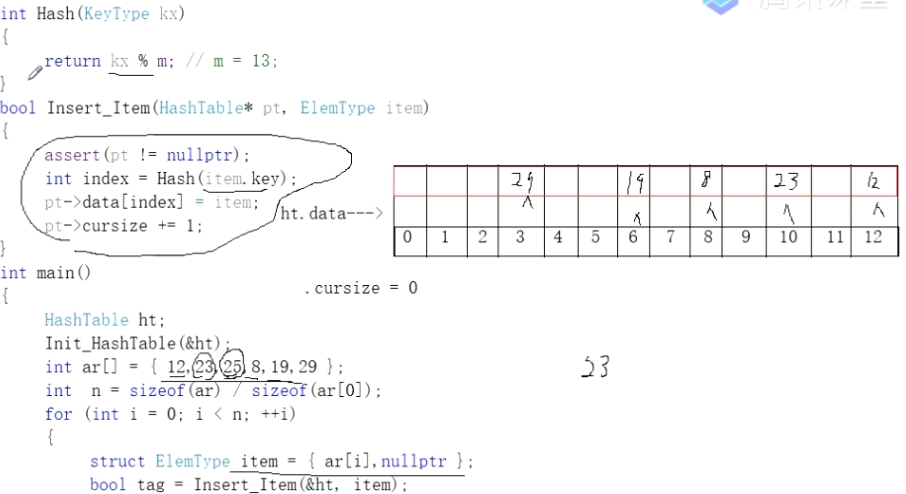 int Hash(KeyType kx)
{
return kx % m; // m = 13;
}
bool Insert_Item(HashTable* pt, ElemType item)
{
assert(pt != nullptr);
int index = Hash(item.key);
pt->data[index] = item;
pt->cursize += 1;
}
ht.data--->
29 19 8 23 12
^ ^ ^ ^ ^
0 1 2 3 4 5 6 7 8 9 10 11 12
int main()
{
.cursize = 0
HashTable ht;
Init_HashTable(&ht);
int ar[] = { 12,23,25,8,19,29 };
23
int n = sizeof(ar) / sizeof(ar[0]);
for (int i = 0; i < n; ++i)
{
struct ElemType item = { ar[i],nullptr };
bool tag = Insert_Item(&ht, item);